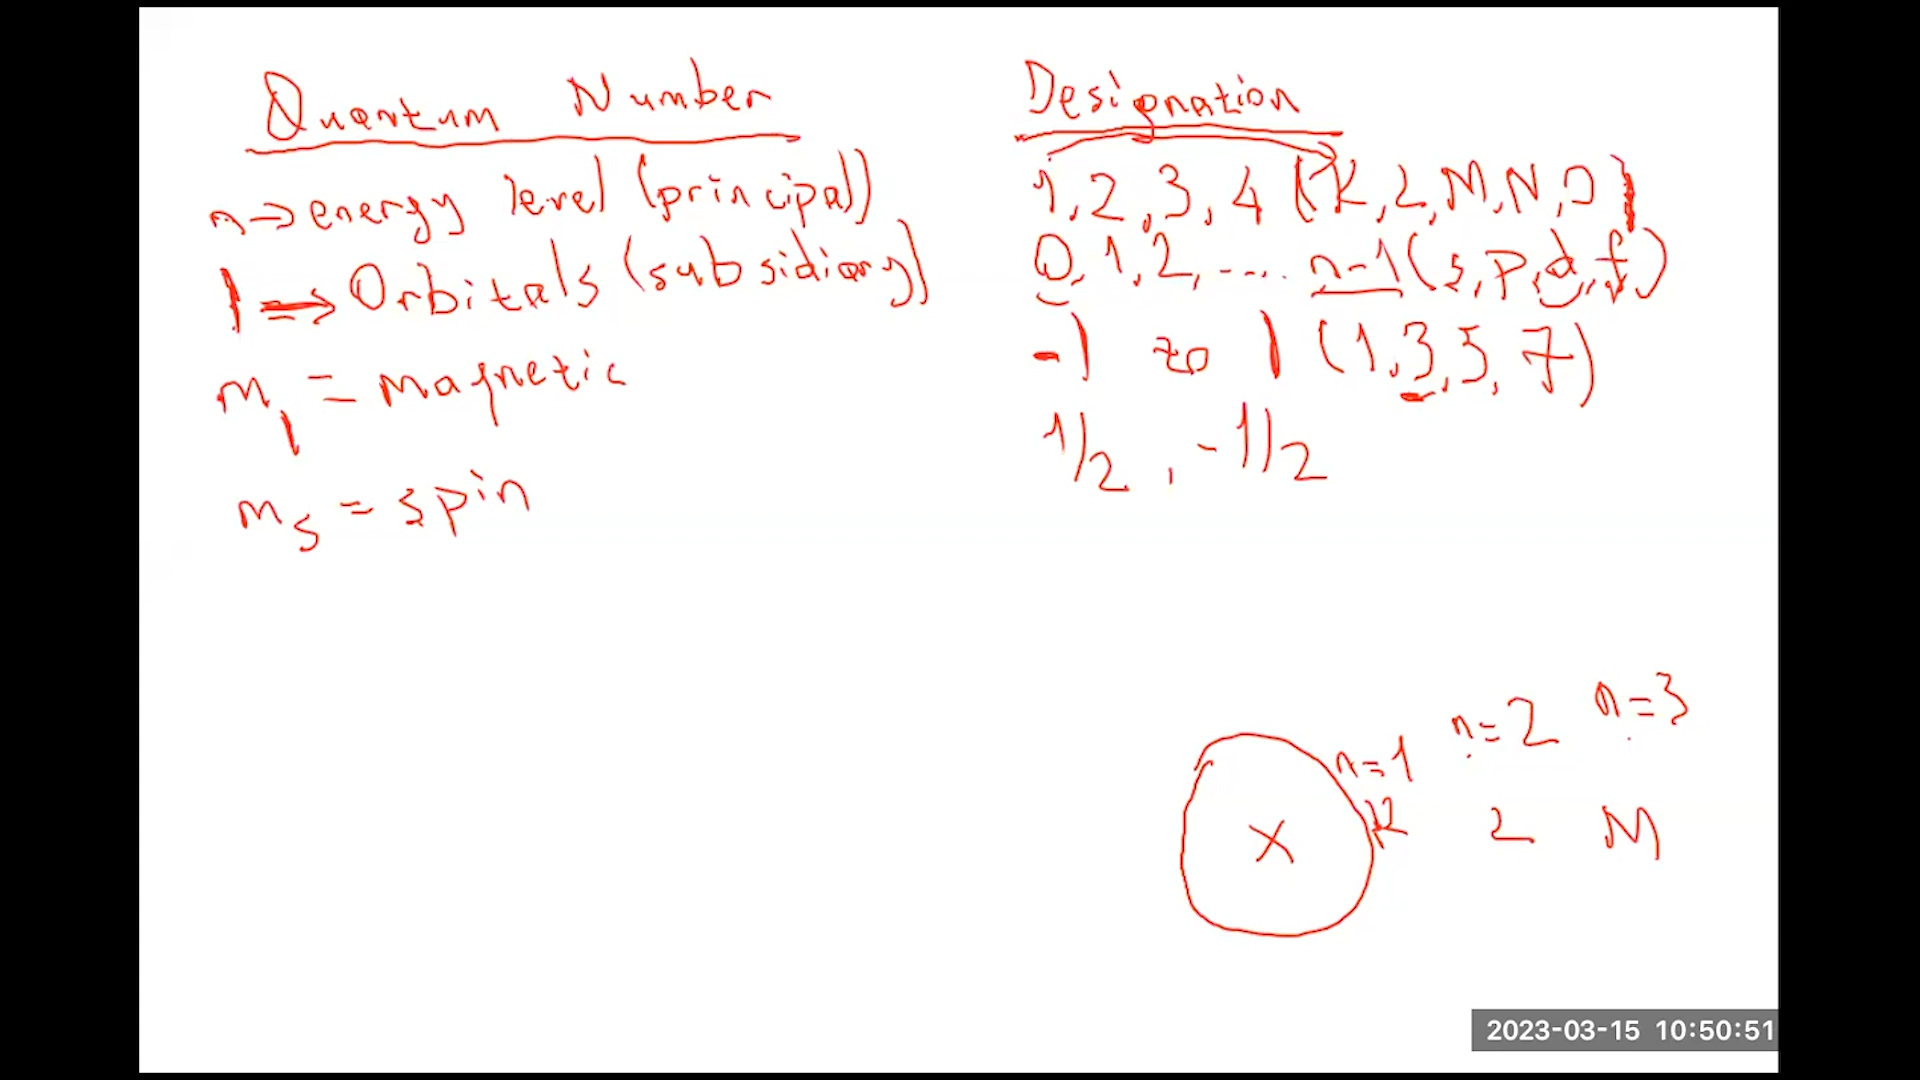 Quantum Number
n→energy level (principal)
l⇒Orbitals (subsidiary)
ml = Magnetic
ms = spin
Designation
1,2,3,4 (K,L,M,N,O)
0,1,2,.... n-1(s,p,d,f)
-l to l (1,3,5,7)
1/2, -1/2
n=1 n=2 n=3
K L M
X
2023-03-15 10:50:51